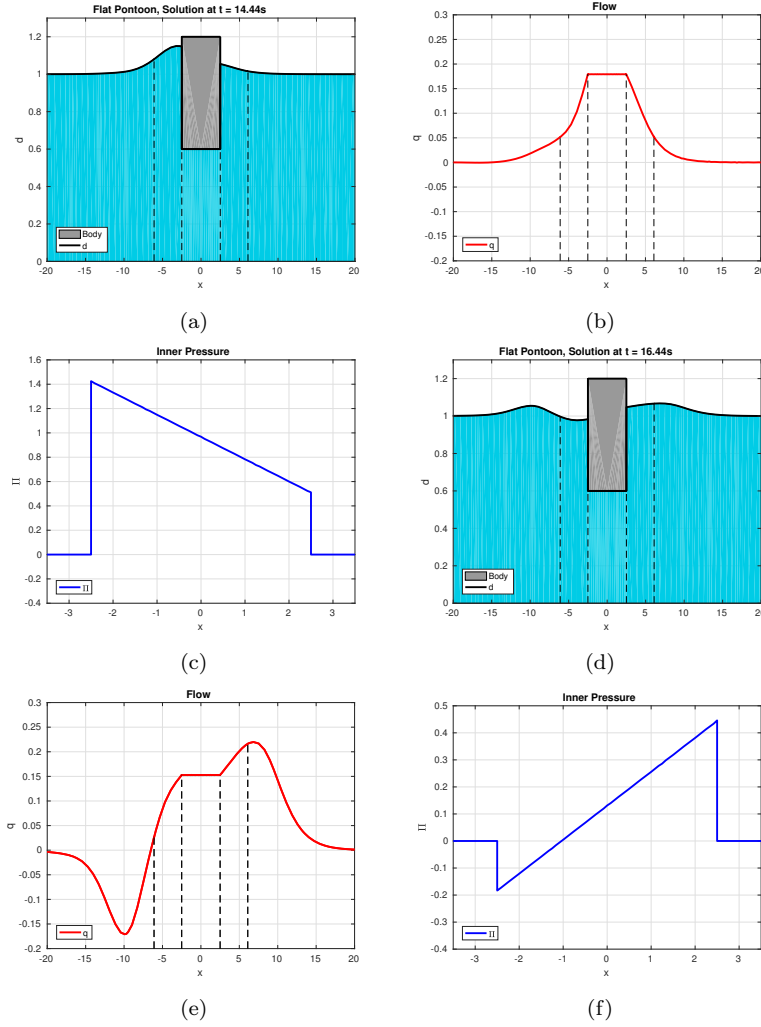 Flat Pontoon, Solution at t = 14.44s
1.2
1
0.8
0.6
0.4
0.2
0
d
Body
d
-20 -15 -10 -5 0 5 10 15 20
x
(a)
Flow
0.3
0.25
0.2
0.15
0.1
0.05
0
-0.05
-0.1
-0.15
-0.2
q
q
-20 -15 -10 -5 0 5 10 15 20
x
(b)
Inner Pressure
1.6
1.4
1.2
1
0.8
0.6
0.4
0.2
0
-0.2
-0.4
Π
Π
-3 -2 -1 0 1 2 3
x
(c)
Flat Pontoon, Solution at t = 16.44s
1.2
1
0.8
0.6
0.4
0.2
0
d
Body
d
-20 -15 -10 -5 0 5 10 15 20
x
(d)
Flow
0.3
0.25
0.2
0.15
0.1
0.05
0
-0.05
-0.1
-0.15
-0.2
q
q
-20 -15 -10 -5 0 5 10 15 20
x
(e)
Inner Pressure
0.5
0.4
0.3
0.2
0.1
0
-0.1
-0.2
-0.3
-0.4
Π
Π
-3 -2 -1 0 1 2 3
x
(f)